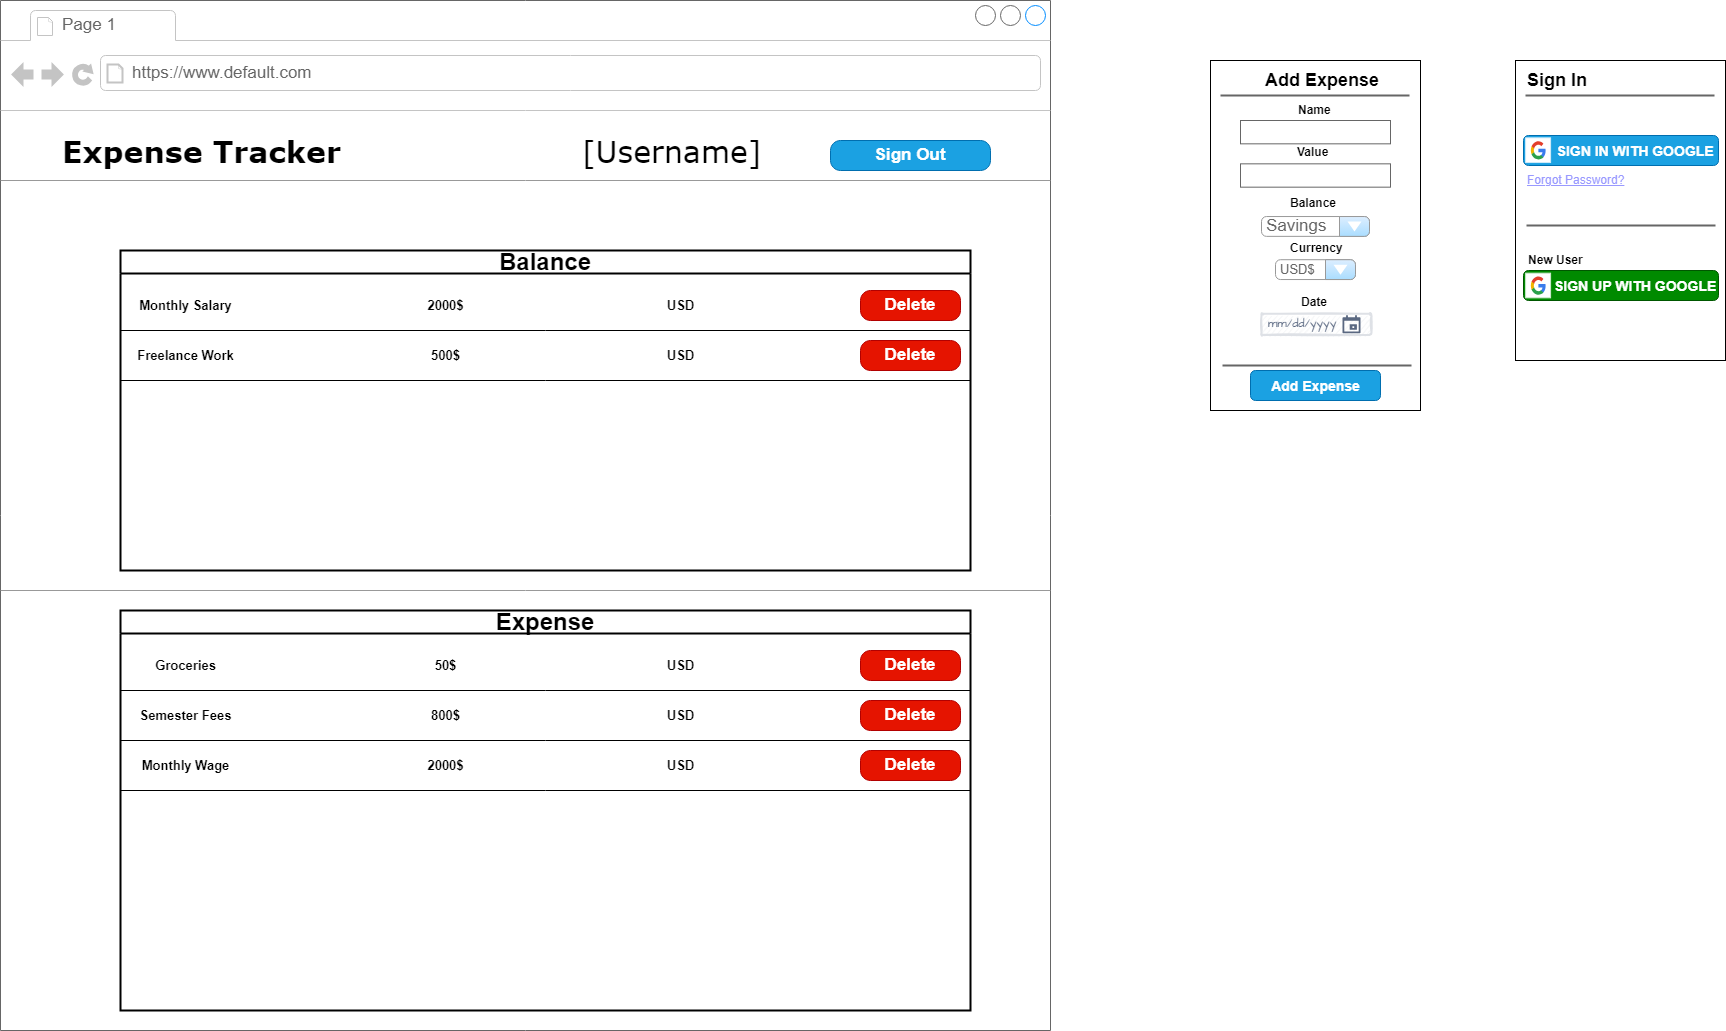 Page 1
https://www.default.com
Expense Tracker [Username] Sign Out
Balance
Monthly Salary 2000$ USD Delete
Freelance Work 500$ USD Delete
Expense
Groceries 50$ USD Delete
Semester Fees 800$ USD Delete
Monthly Wage 2000$ USD Delete
Add Expense
Name
Value
Balance
Savings
Currency
USD$
Date
mm/dd/yyyy
Add Expense
Sign In
SIGN IN WITH GOOGLE
Forgot Password?
New User
SIGN UP WITH GOOGLE